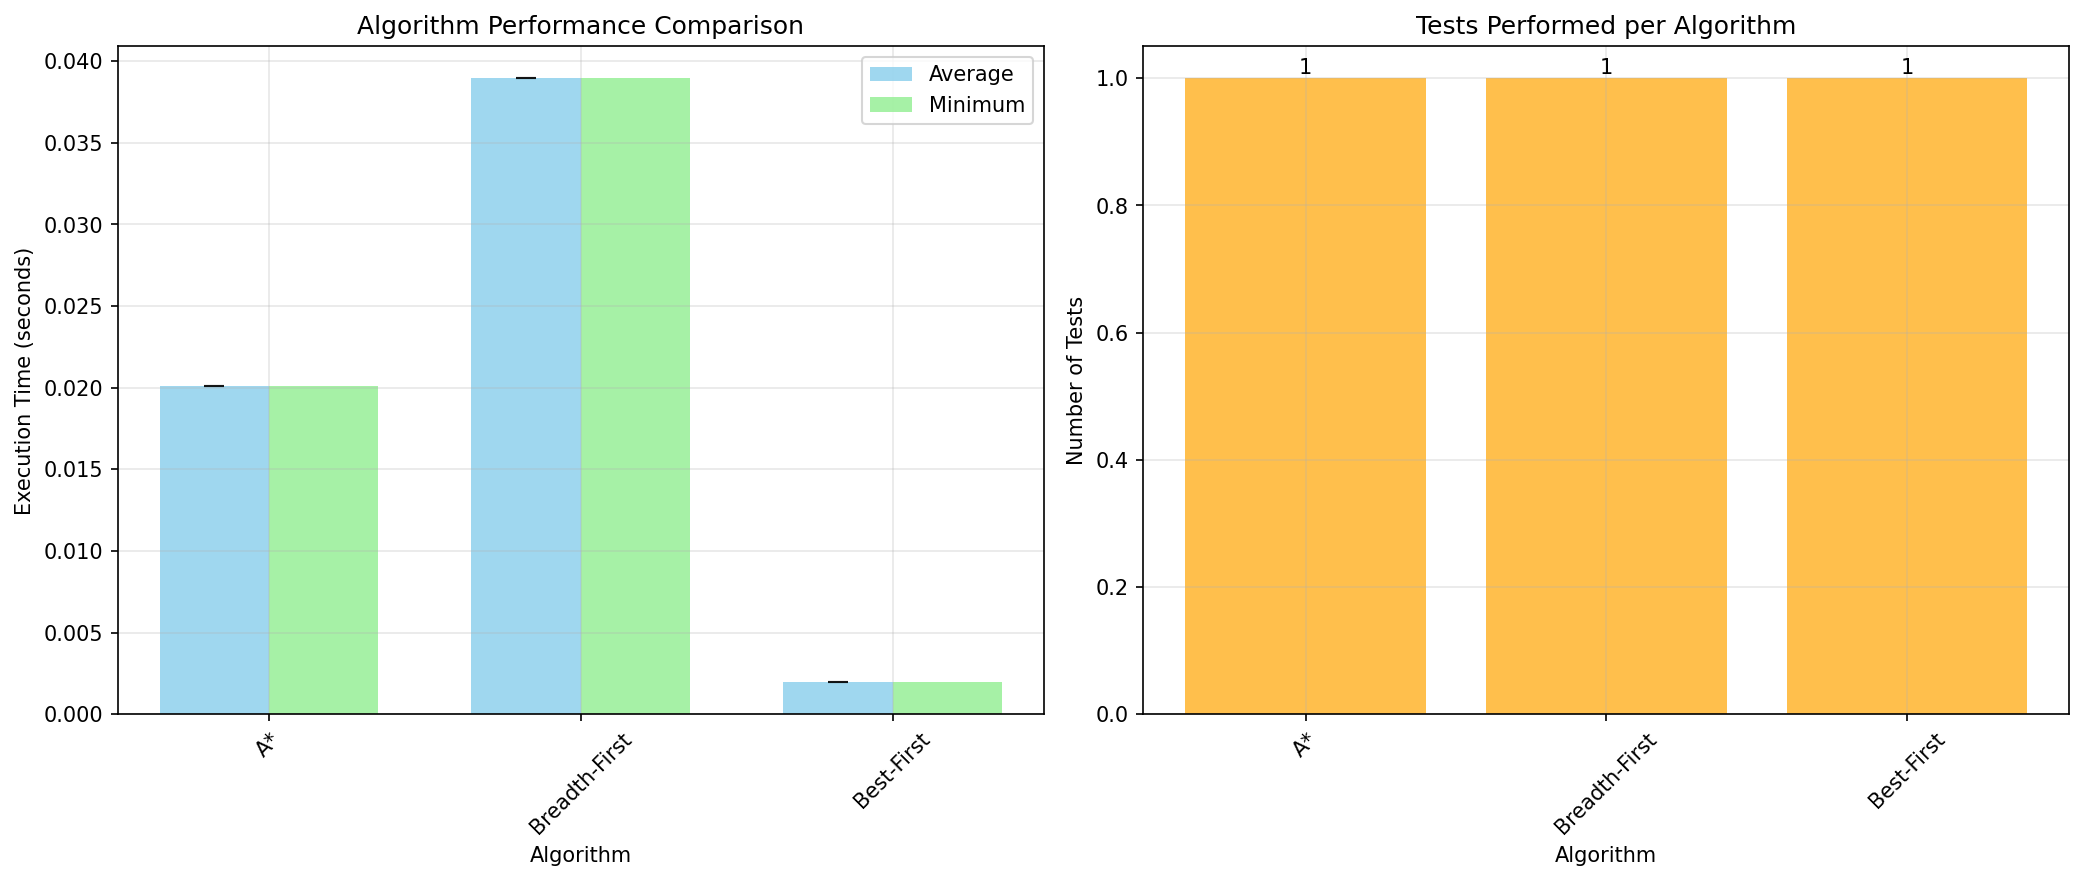 Algorithm Performance Comparison
Execution Time (seconds)
0.040
0.035
0.030
0.025
0.020
0.015
0.010
0.005
0.000
Average
Minimum
A*
Breadth-First
Best-First
Algorithm
Tests Performed per Algorithm
Number of Tests
1.0
0.8
0.6
0.4
0.2
0.0
1
1
1
A*
Breadth-First
Best-First
Algorithm